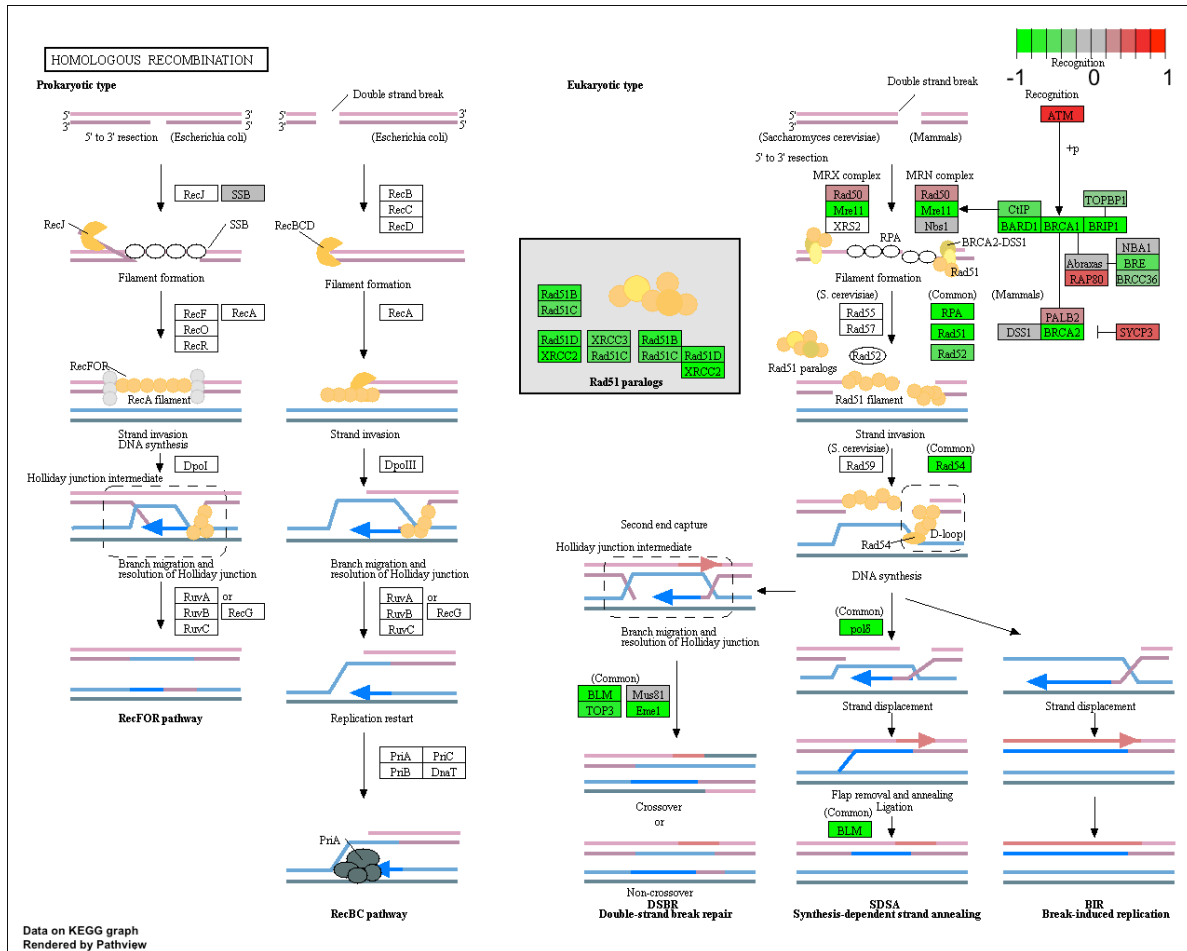 HOMOLOGOUS RECOMBINATION
Prokaryotic type
5'
3'
3'
5'
5' to 3' resection
(Escherichia coli)
RecJ
SSB
RecJ
SSB
Filament formation
RecF
RecA
RecO
RecR
RecFOR
RecA filament
Strand invasion
DNA synthesis
DpoI
Holliday junction intermediate
Branch migration and
resolution of Holliday junction
RuvA
or
RuvB
RecG
RuvC
RecFOR pathway
Double strand break
5'
3'
3'
5'
(Escherichia coli)
RecB
RecC
RecD
RecBCD
Filament formation
RecA
Strand invasion
DpoIII
Branch migration and
resolution of Holliday junction
RuvA
or
RuvB
RecG
RuvC
Replication restart
PriA
PriC
PriB
DnaT
PriA
RecBC pathway
Rad51B
Rad51C
Rad51D
XRCC2
XRCC3
Rad51C
Rad51B
Rad51C
Rad51D
XRCC2
Rad51 paralogs
Eukaryotic type
Double strand break
5'
3'
3'
5'
(Saccharomyces cerevisiae)
(Mammals)
5' to 3' resection
MRX complex
MRN complex
Rad50
Mre11
XRS2
Rad50
Mre11
Nbs1
RPA
BRCA2-DSS1
Rad51
Filament formation
(S. cerevisiae)
(Common)
Rad55
Rad57
RPA
Rad51
Rad52
Rad52
Rad51 paralogs
Rad51 filament
Strand invasion
(S. cerevisiae)
(Common)
Rad59
Rad54
Rad54
D-loop
DNA synthesis
-1
0
1
Recognition
Recognition
ATM
+p
CtIP
TOPBP1
BARD1
BRCA1
BRIP1
Abraxas
RAP80
NBA1
BRE
BRCC36
(Mammals)
PALB2
DSS1
BRCA2
SYCP3
Second end capture
Holliday junction intermediate
Branch migration and
resolution of Holliday junction
(Common)
BLM
Mus81
TOP3
Eme1
Crossover
or
Non-crossover
DSBR
Double-strand break repair
(Common)
polδ
Strand displacement
Flap removal and annealing
Ligation
(Common)
BLM
SDSA
Synthesis-dependent strand annealing
Strand displacement
BIR
Break-induced replication
Data on KEGG graph
Rendered by Pathview